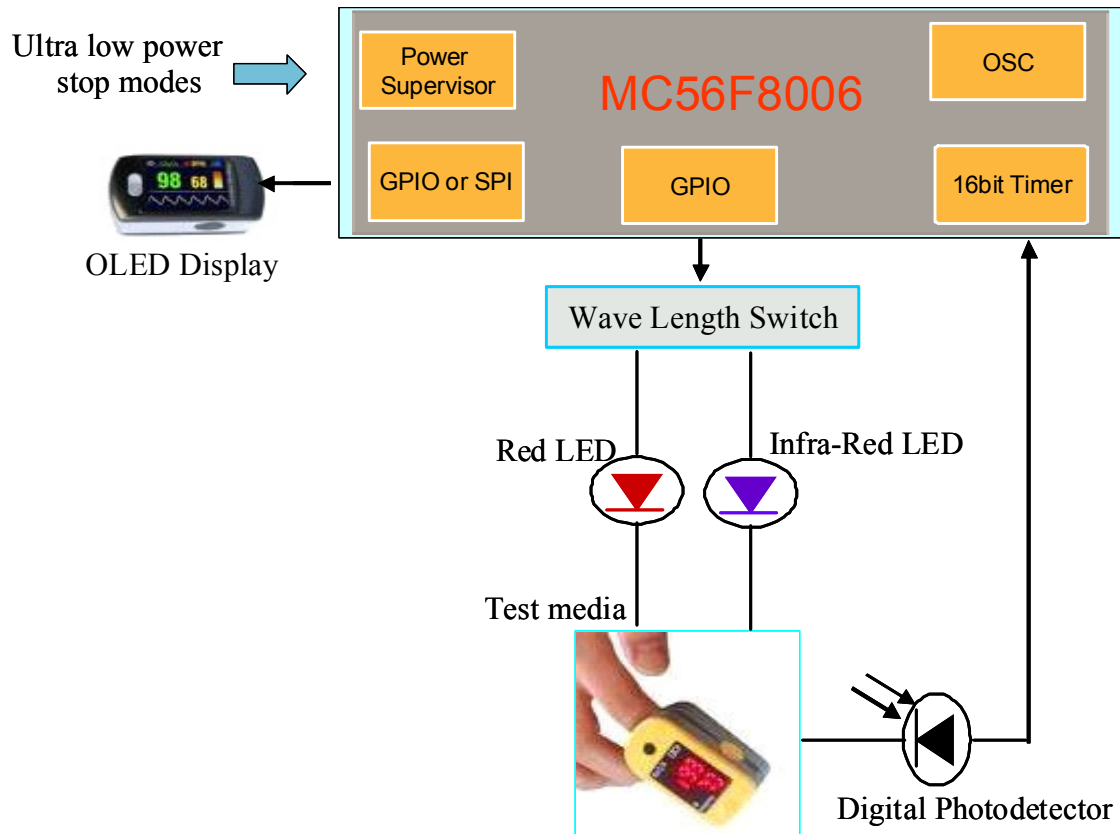 Ultra low power
stop modes
Power
Supervisor
MC56F8006
OSC
GPIO or SPI
GPIO
16bit Timer
98 68
OLED Display
Wave Length Switch
Red LED
Infra-Red LED
Test media
Digital Photodetector